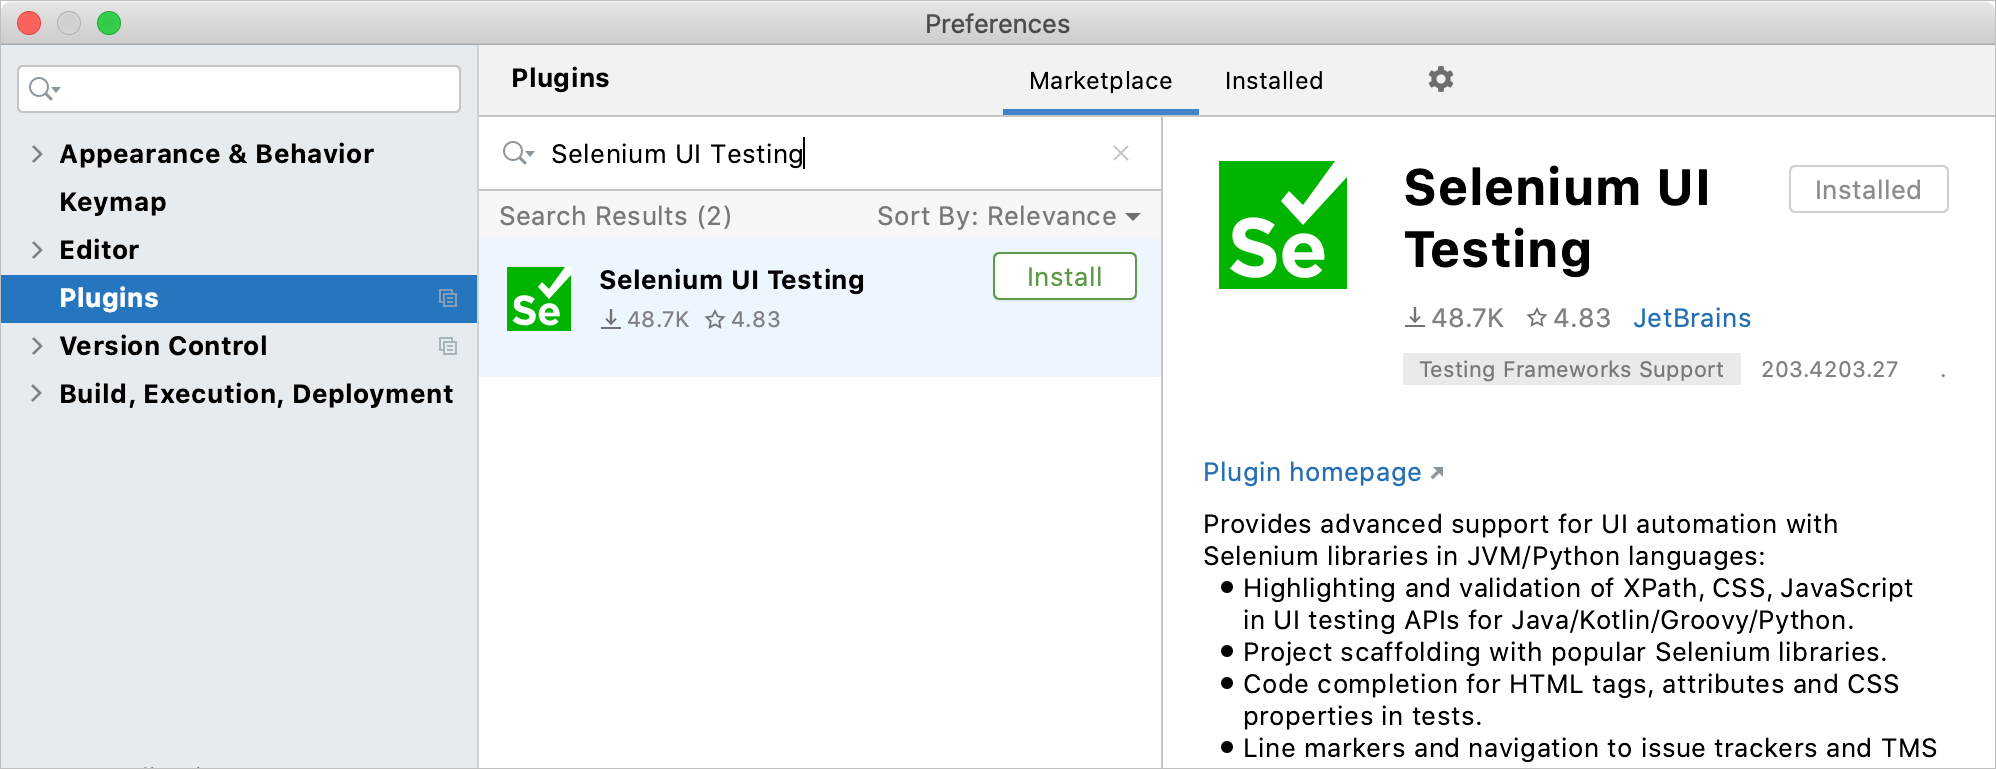 Preferences
Appearance & Behavior
Keymap
Editor
Plugins
Version Control
Build, Execution, Deployment
Plugins
Marketplace
Installed
Selenium UI Testing
Search Results (2)
Sort By: Relevance
Se
Selenium UI Testing
48.7K
4.83
Install
Se
Selenium UI
Testing
Installed
48.7K
4.83
JetBrains
Testing Frameworks Support
203.4203.27
.
Plugin homepage
Provides advanced support for UI automation with
Selenium libraries in JVM/Python languages:
● Highlighting and validation of XPath, CSS, JavaScript
in UI testing APIs for Java/Kotlin/Groovy/Python.
● Project scaffolding with popular Selenium libraries.
● Code completion for HTML tags, attributes and CSS
properties in tests.
● Line markers and navigation to issue trackers and TMS